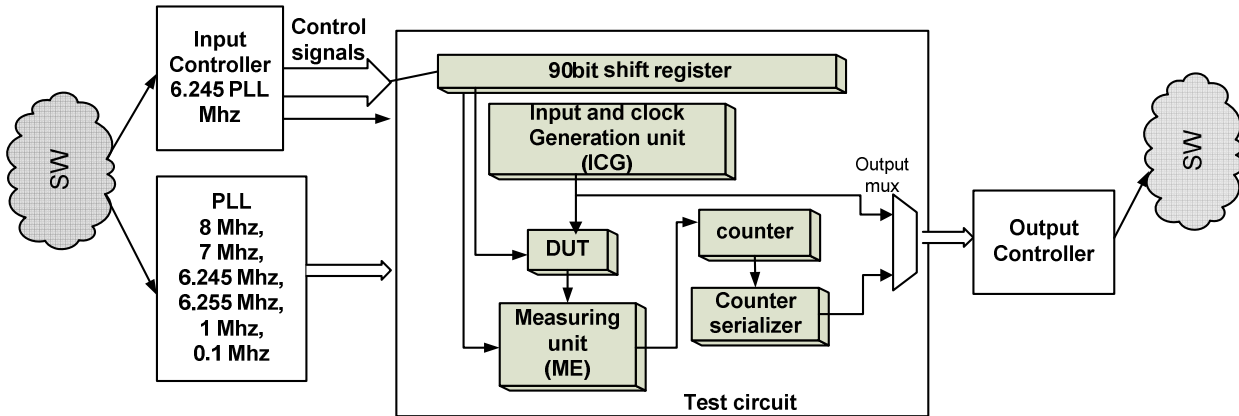 SW
Input
Controller
6.245 PLL
Mhz
Control
signals
PLL
8 Mhz,
7 Mhz,
6.245 Mhz,
6.255 Mhz,
1 Mhz,
0.1 Mhz
90bit shift register
Input and clock
Generation unit
(ICG)
DUT
Measuring
unit
(ME)
counter
Counter
serializer
Output
mux
Test circuit
Output
Controller
SW